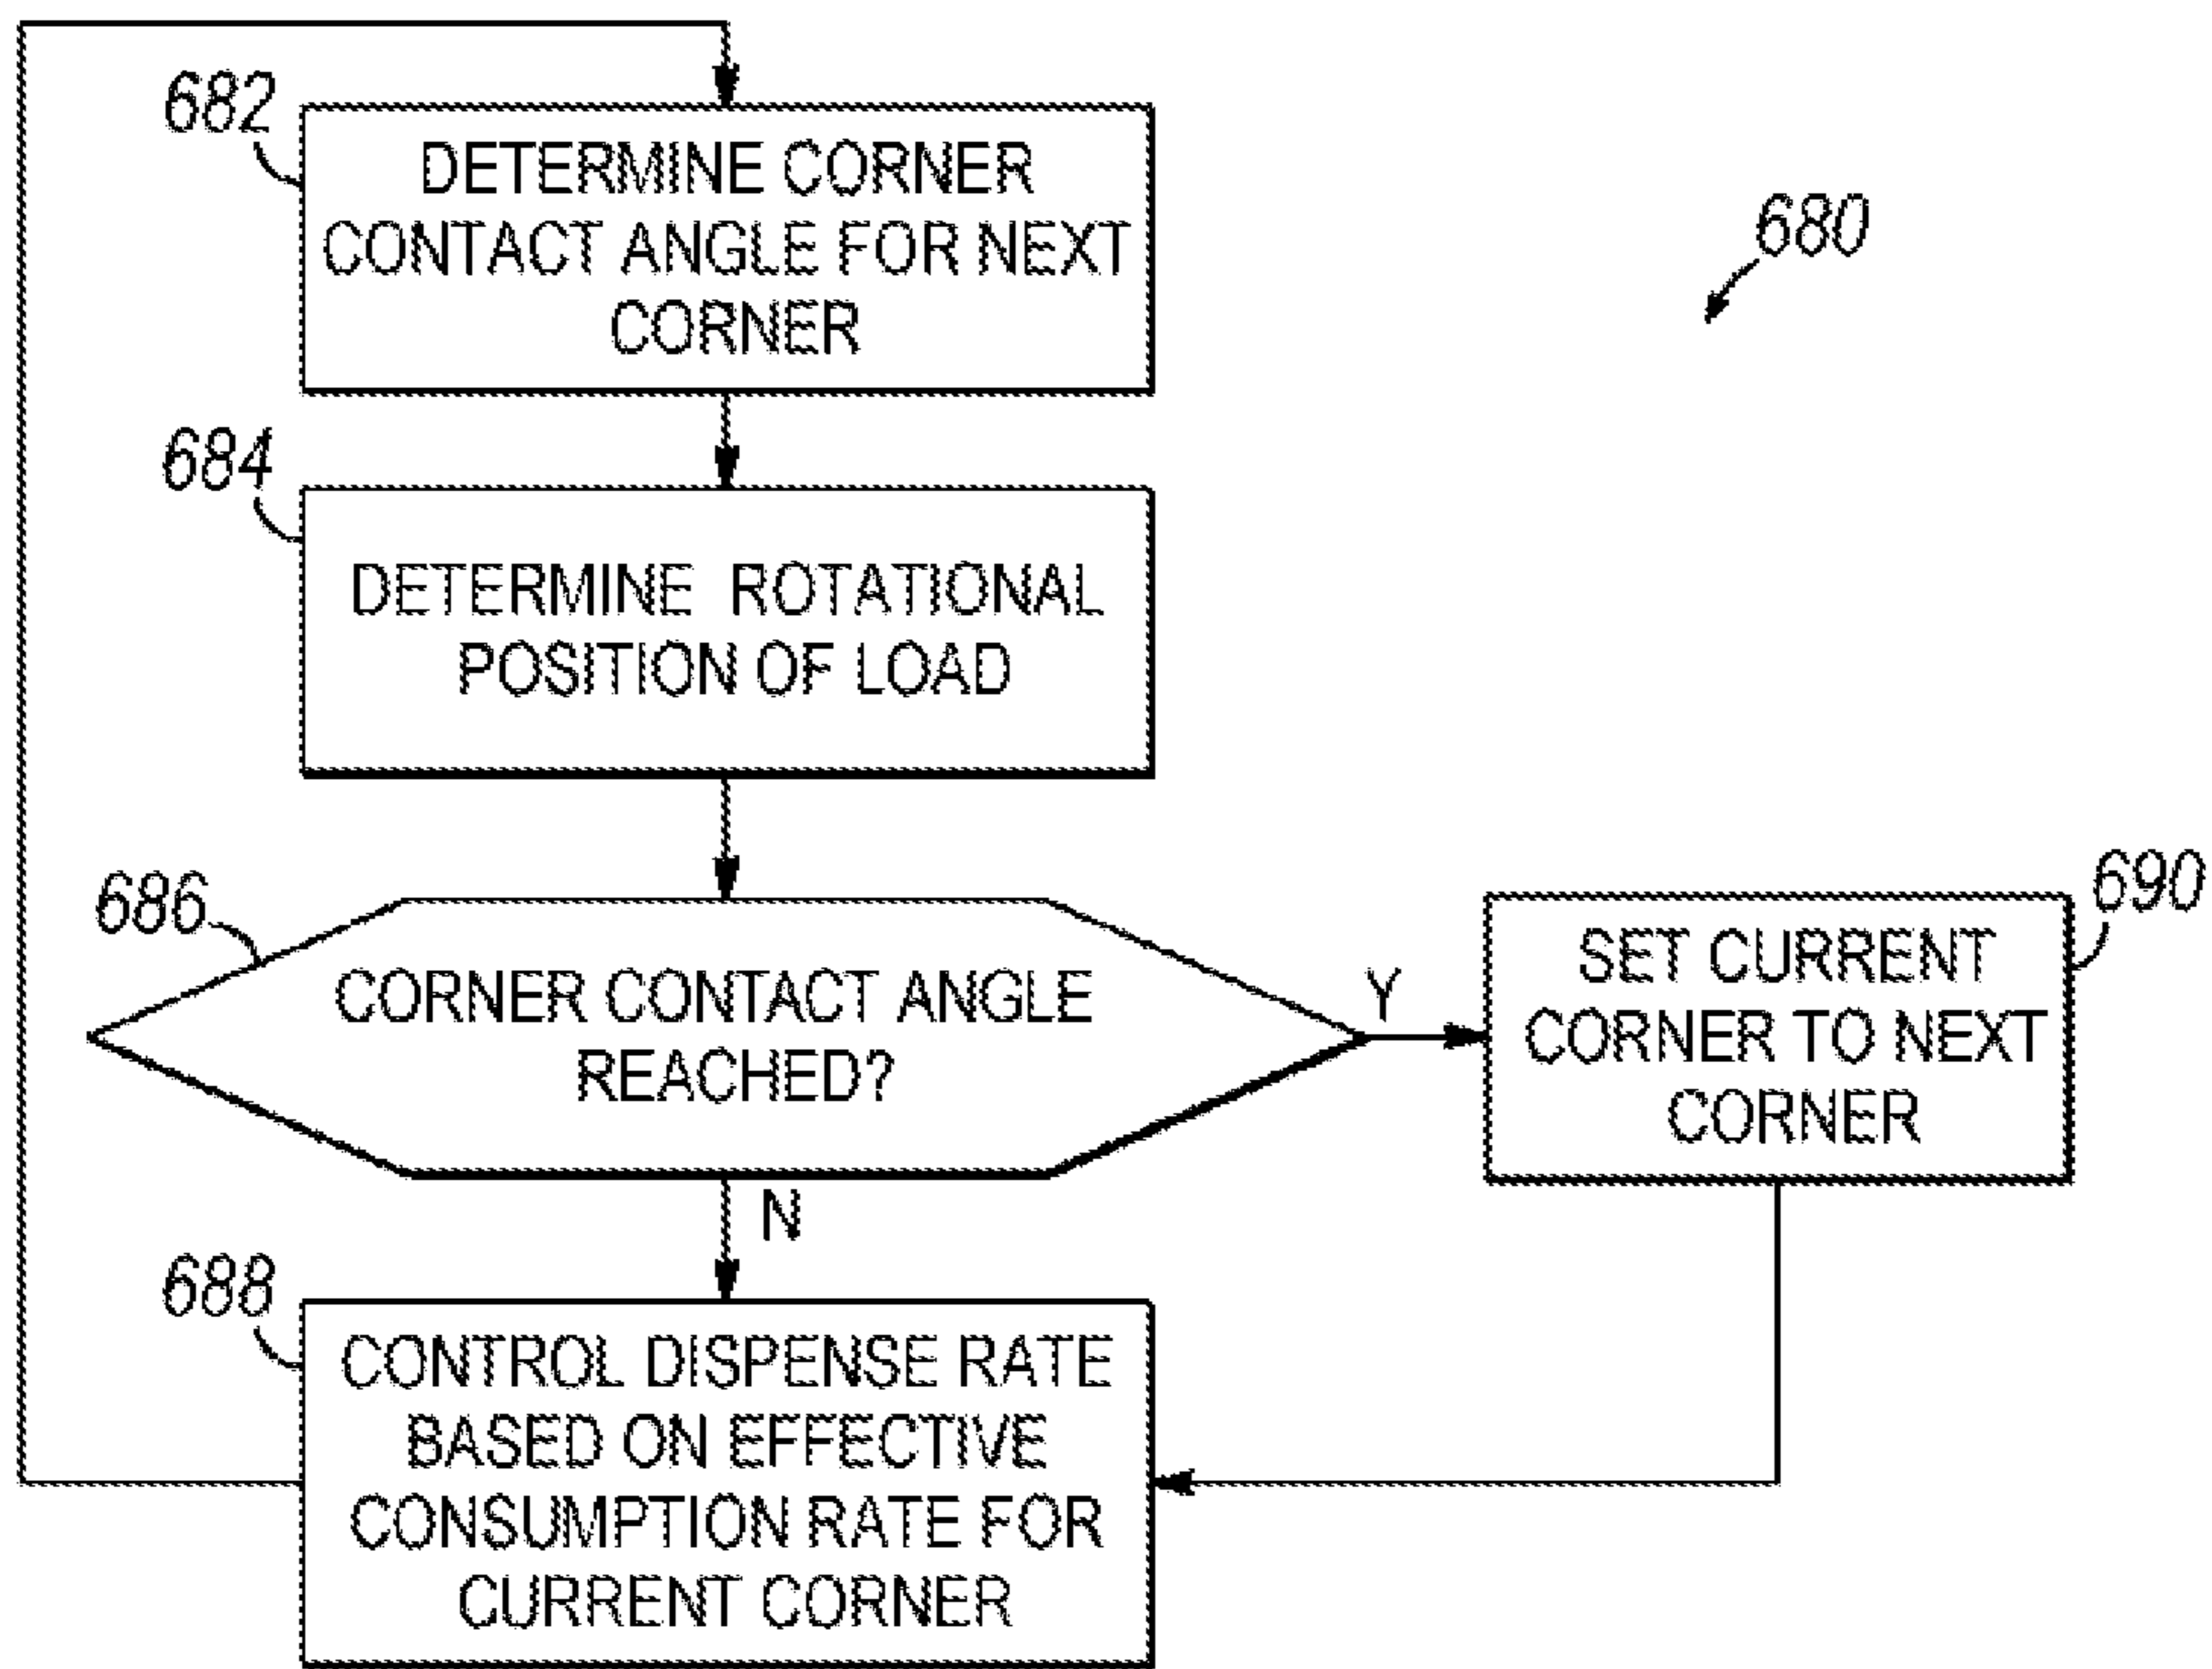 682
DETERMINE CORNER
CONTACT ANGLE FOR NEXT
CORNER
680
684
DETERMINE ROTATIONAL
POSITION OF LOAD
686
CORNER CONTACT ANGLE
REACHED?
Y
690
SET CURRENT
CORNER TO NEXT
CORNER
N
688
CONTROL DISPENSE RATE
BASED ON EFFECTIVE
CONSUMPTION RATE FOR
CURRENT CORNER